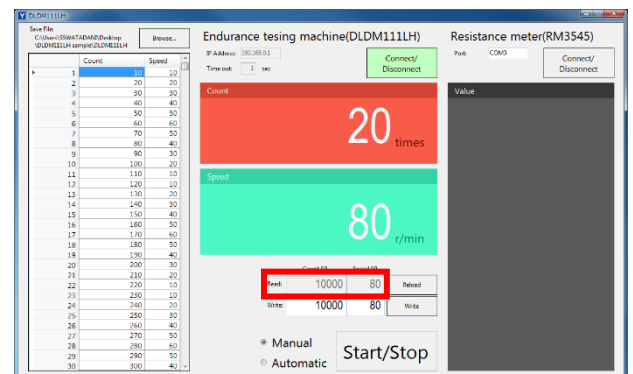 DLDM111LH
Save File:
C:\Users\SSWATADANI\Desktop
\DLDM111LH sample\DLDM111LH
Browse...
Count Speed
1 10 10
2 20 20
3 30 30
4 40 40
5 50 50
6 60 60
7 70 50
8 80 40
9 90 30
10 100 20
11 110 10
12 120 10
13 130 20
14 140 30
15 150 40
16 160 50
17 170 60
18 180 50
19 190 40
20 200 30
21 210 20
22 220 10
23 230 10
24 240 20
25 250 30
26 260 40
27 270 50
28 280 60
29 290 50
30 300 40
Endurance tesing machine(DLDM111LH)
IP Address: 192.168.0.1
Time out: 1 sec
Connect/
Disconnect
Count
20 times
Speed
80 r/min
Count SP Speed SP
Read: 10000 80 Reload
Write: 10000 80 Write
Manual
Automatic
Start/Stop
Resistance meter(RM3545)
Port: COM3
Connect/
Disconnect
Value